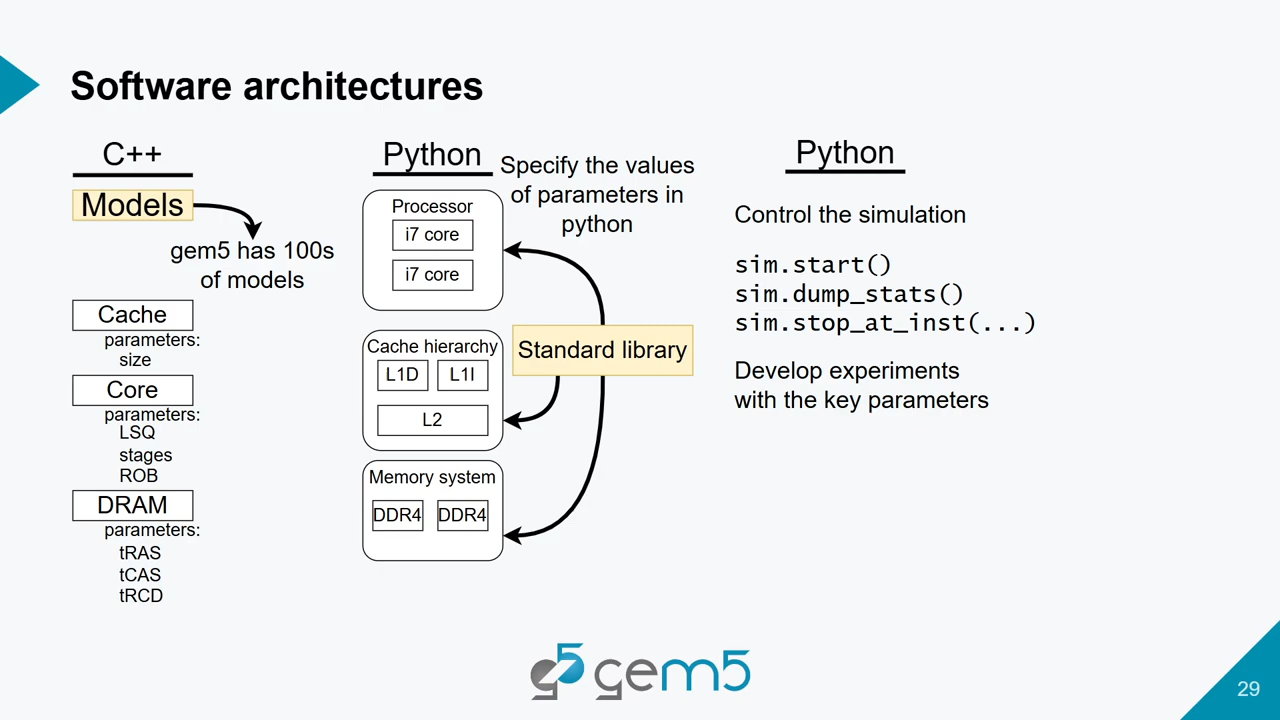 Software architectures
C++
Models
gem5 has 100s
of models
Cache
parameters:
size
Core
parameters:
LSQ
stages
ROB
DRAM
parameters:
tRAS
tCAS
tRCD
Python
Specify the values
of parameters in
python
Processor
i7 core
i7 core
Cache hierarchy
L1D
L1I
L2
Standard library
Memory system
DDR4
DDR4
Python
Control the simulation
sim.start()
sim.dump_stats()
sim.stop_at_inst(...)
Develop experiments
with the key parameters
g5 gem5
29